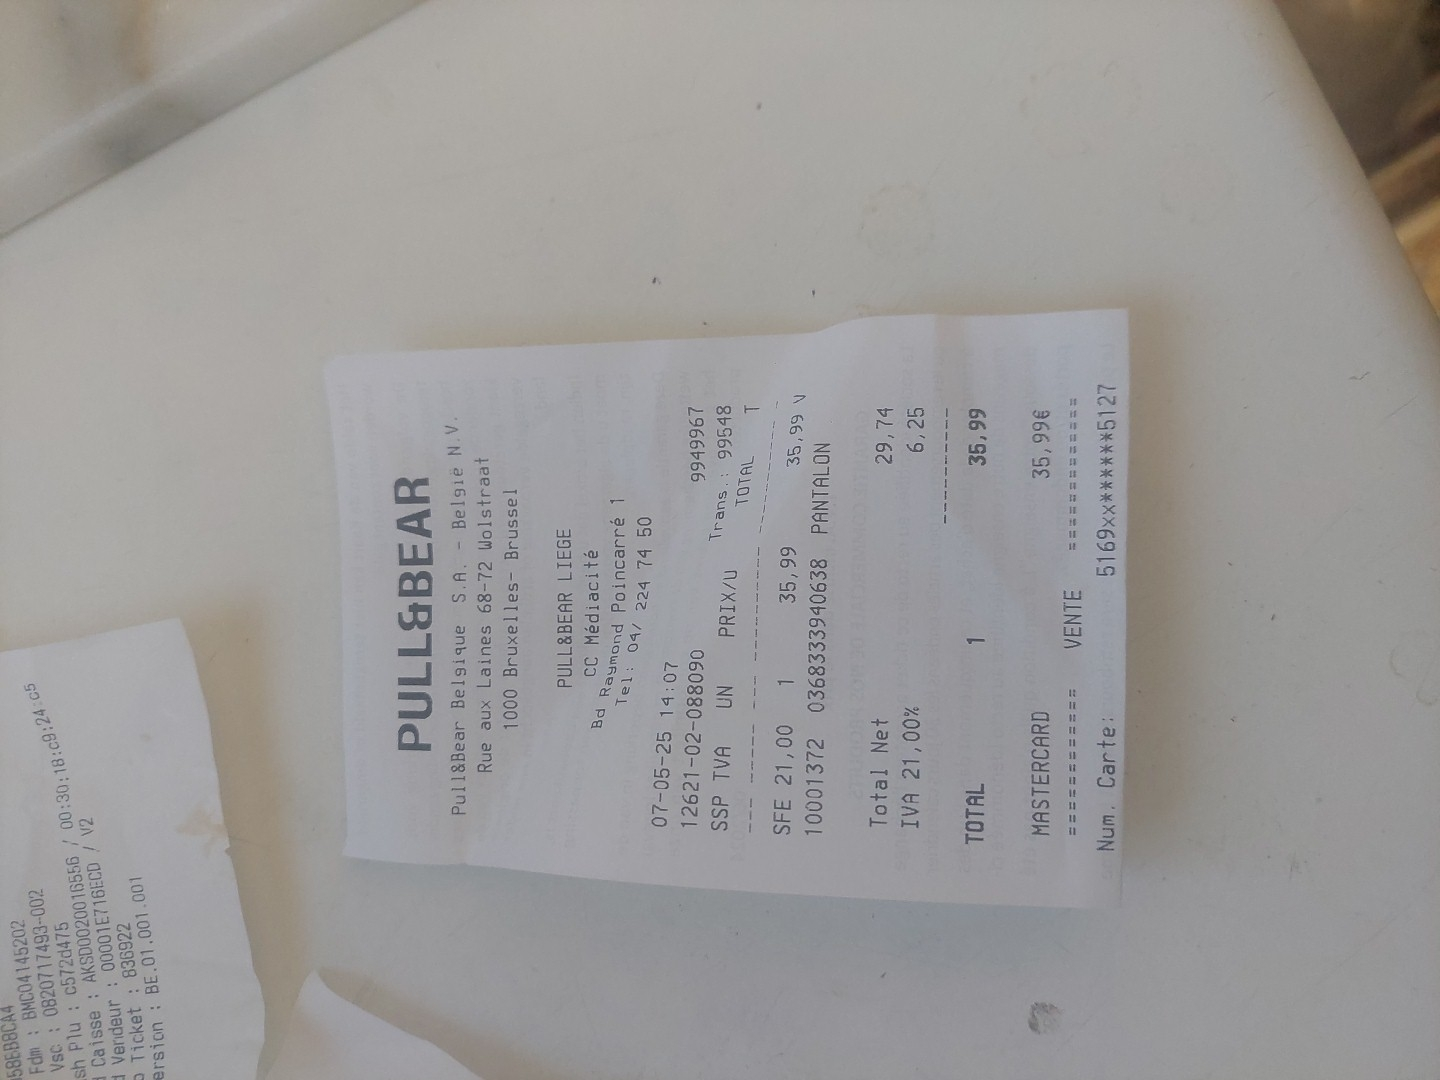 PULL&BEAR
Pull&Bear Belgique S.A. - België N.V.
Rue aux Laines 68-72 Wolstraat
1000 Bruxelles- Brussel
PULL&BEAR LIEGE
CC Médiacité
Bd Raymond Poincarré 1
Tel: 04/ 224 74 50
07-05-25 14:07
12621-02-088090 9949967
SSP TVA UN PRIX/U Trans.: 99548
TOTAL T
SFE 21,00 1 35,99 35,99 V
10001372 03683333940638 PANTALON
Total Net 29,74
IVA 21,00% 6,25
TOTAL 1 35,99
MASTERCARD 35,99€
========== VENTE ============
Num. Carte: 5169xx******5127
58EB8CA4
Fdm : BMC04145202
Vsc : 0820717493-002
sh Plu : c572d475
Caisse : AKSD0020016556 / 00:30:18:c9:24:c5
d Vendeur : 00001E716ECD / V2
o Ticket : 836922
ersion : BE.01.001.001